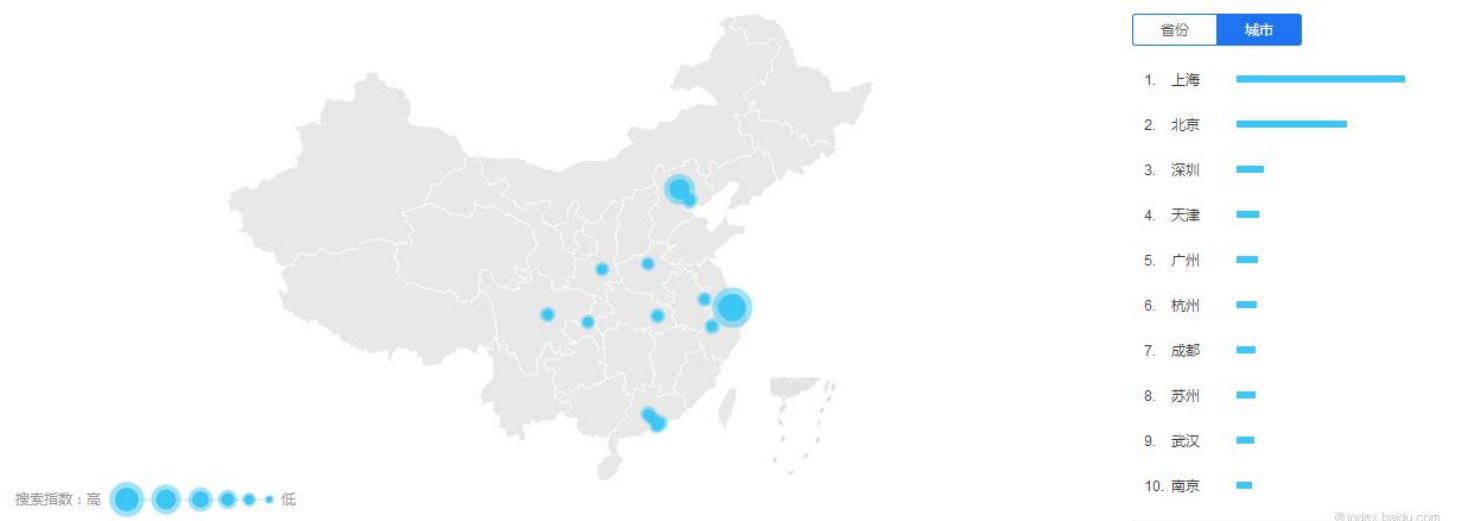 省份 城市
1. 上海
2. 北京
3. 深圳
4. 天津
5. 广州
6. 杭州
7. 成都
8. 苏州
9. 武汉
10. 南京
搜索指数：高 低
@index.baidu.com